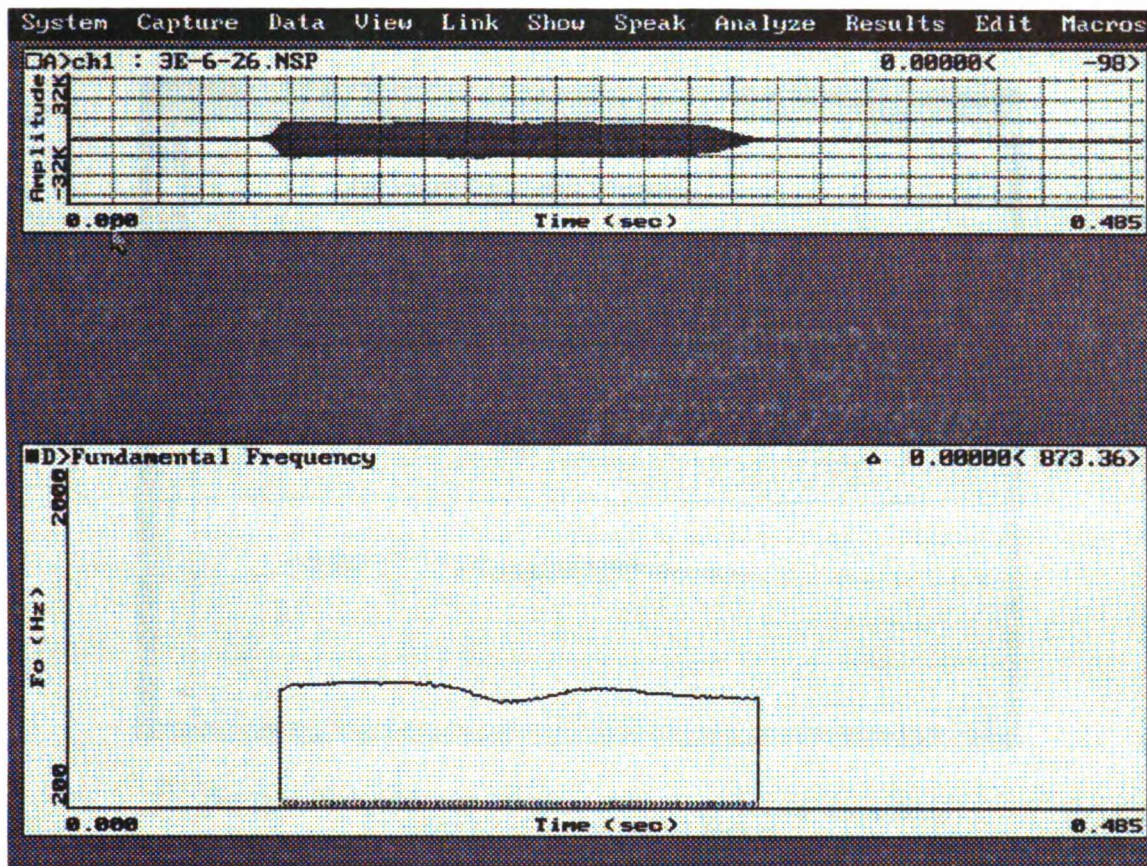 System Capture Data View Link Show Speak Analyze Results Edit Macros
□A>ch1 : 3E-6-26.NSP 0.00000< -98>
Amplitude
-32K 32K
0.000 Time (sec) 0.485
■D>Fundamental Frequency △ 0.00000< 873.36>
Fo (Hz)
200 2000
0.000 Time (sec) 0.485